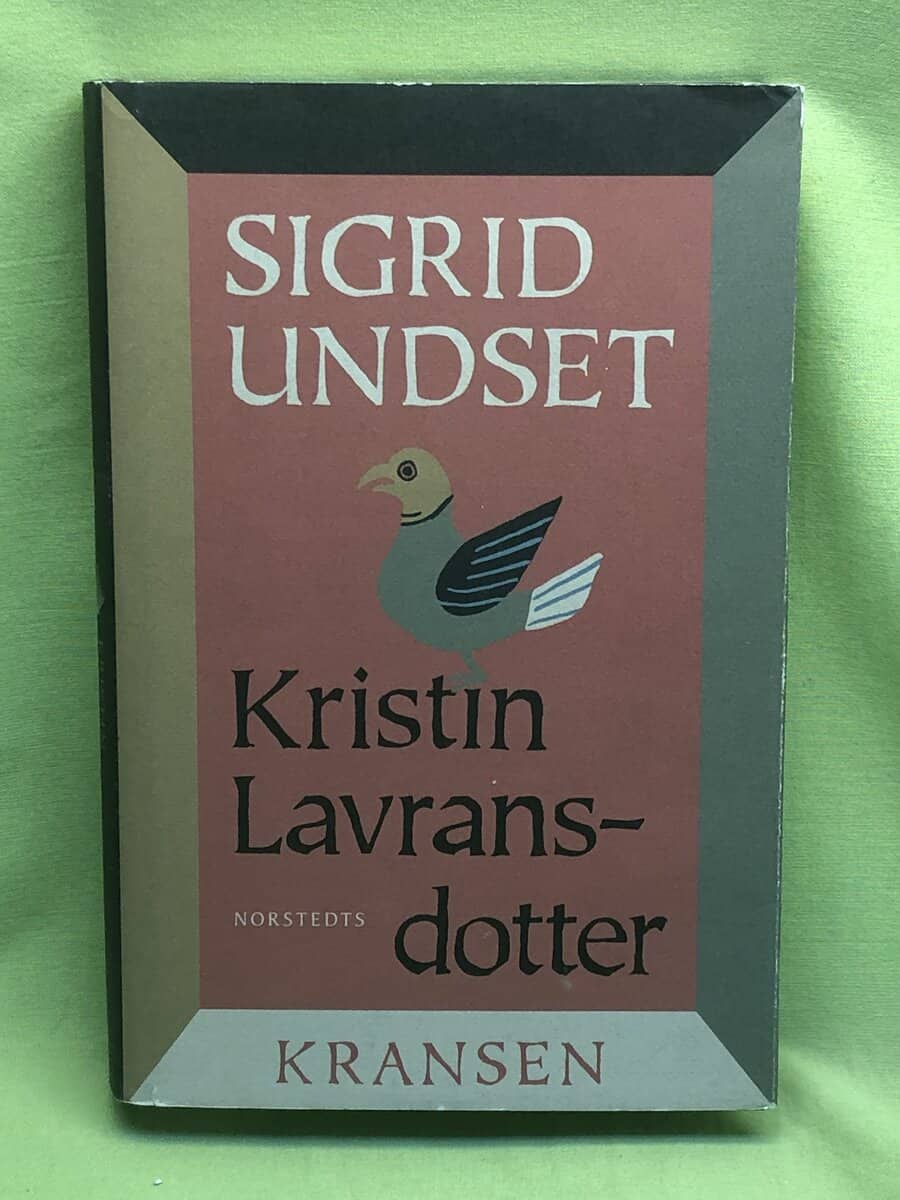 SIGRID
UNDSET
Kristin
Lavrans-
dotter
NORSTEDTS
KRANSEN